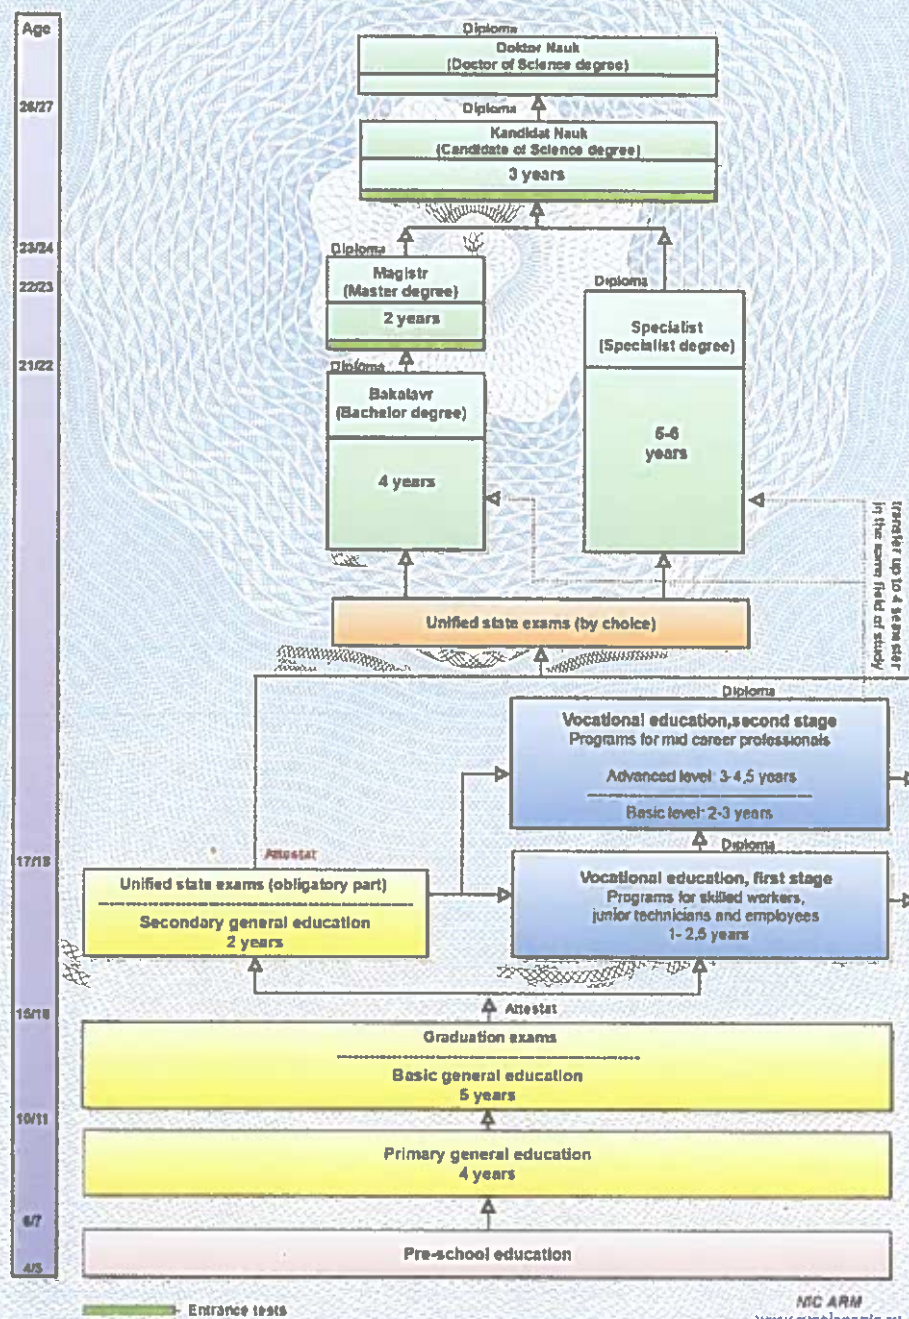 Age
Diploma
Doktor Nauk
(Doctor of Science degree)
26/27
Diploma
Kandidat Nauk
(Candidate of Science degree)
3 years
23/24
Diploma
22/23
Magistr
(Master degree)
2 years
Diploma
Specialist
(Specialist degree)
5-6
years
21/22
Diploma
Bakalavr
(Bachelor degree)
4 years
transfer up to 4 semester
in the same field of study
Unified state exams (by choice)
Diploma
Vocational education, second stage
Programs for mid career professionals
Advanced level: 3-4,5 years
Basic level: 2-3 years
17/18
Attestat
Unified state exams (obligatory part)
Secondary general education
2 years
Diploma
Vocational education, first stage
Programs for skilled workers,
junior technicians and employees
1- 2,5 years
15/16
Attestat
Graduation exams
Basic general education
5 years
10/11
Primary general education
4 years
6/7
Pre-school education
4/5
Entrance tests
NIC ARM